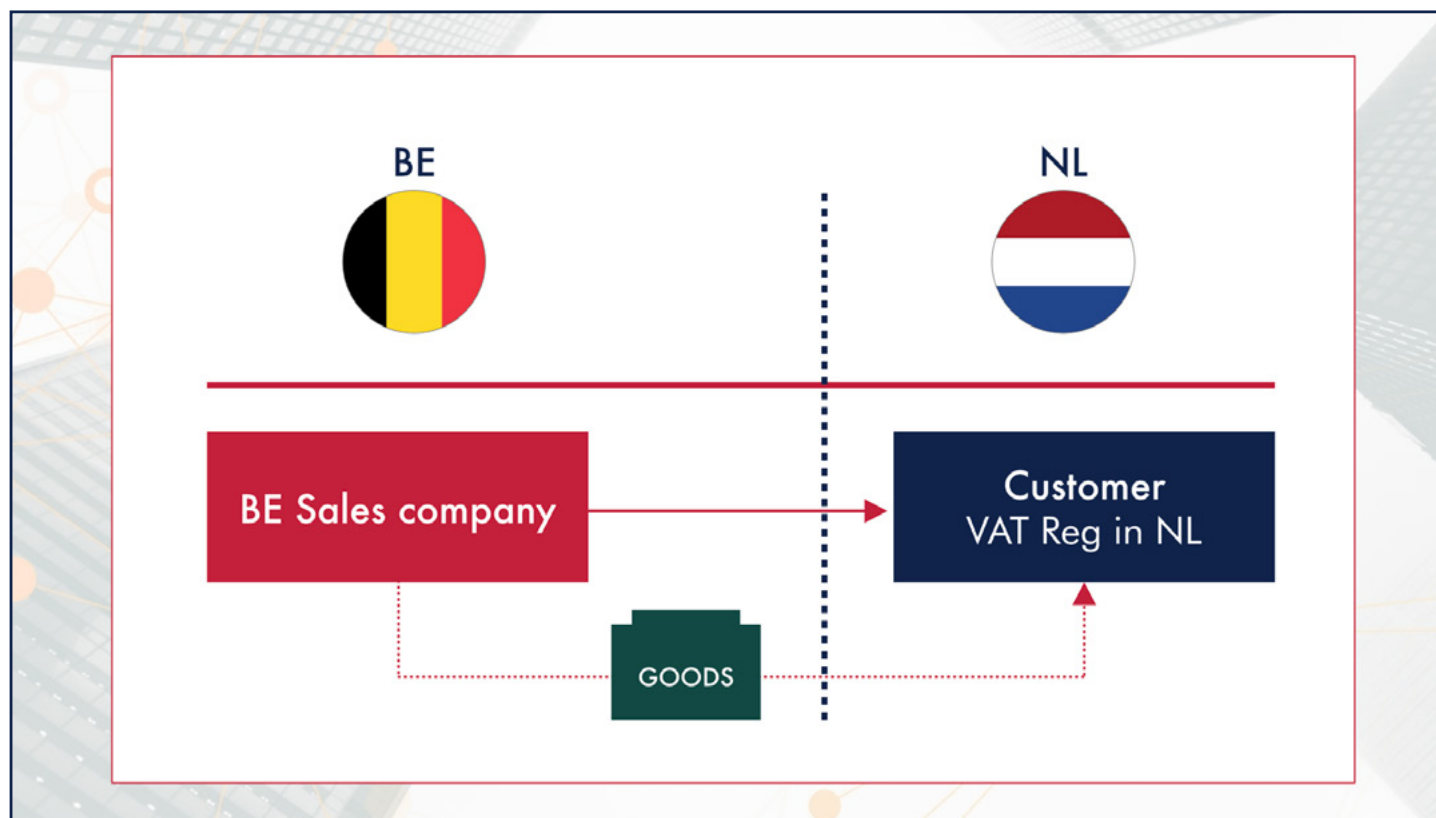 BE
NL
BE Sales company
Customer
VAT Reg in NL
GOODS